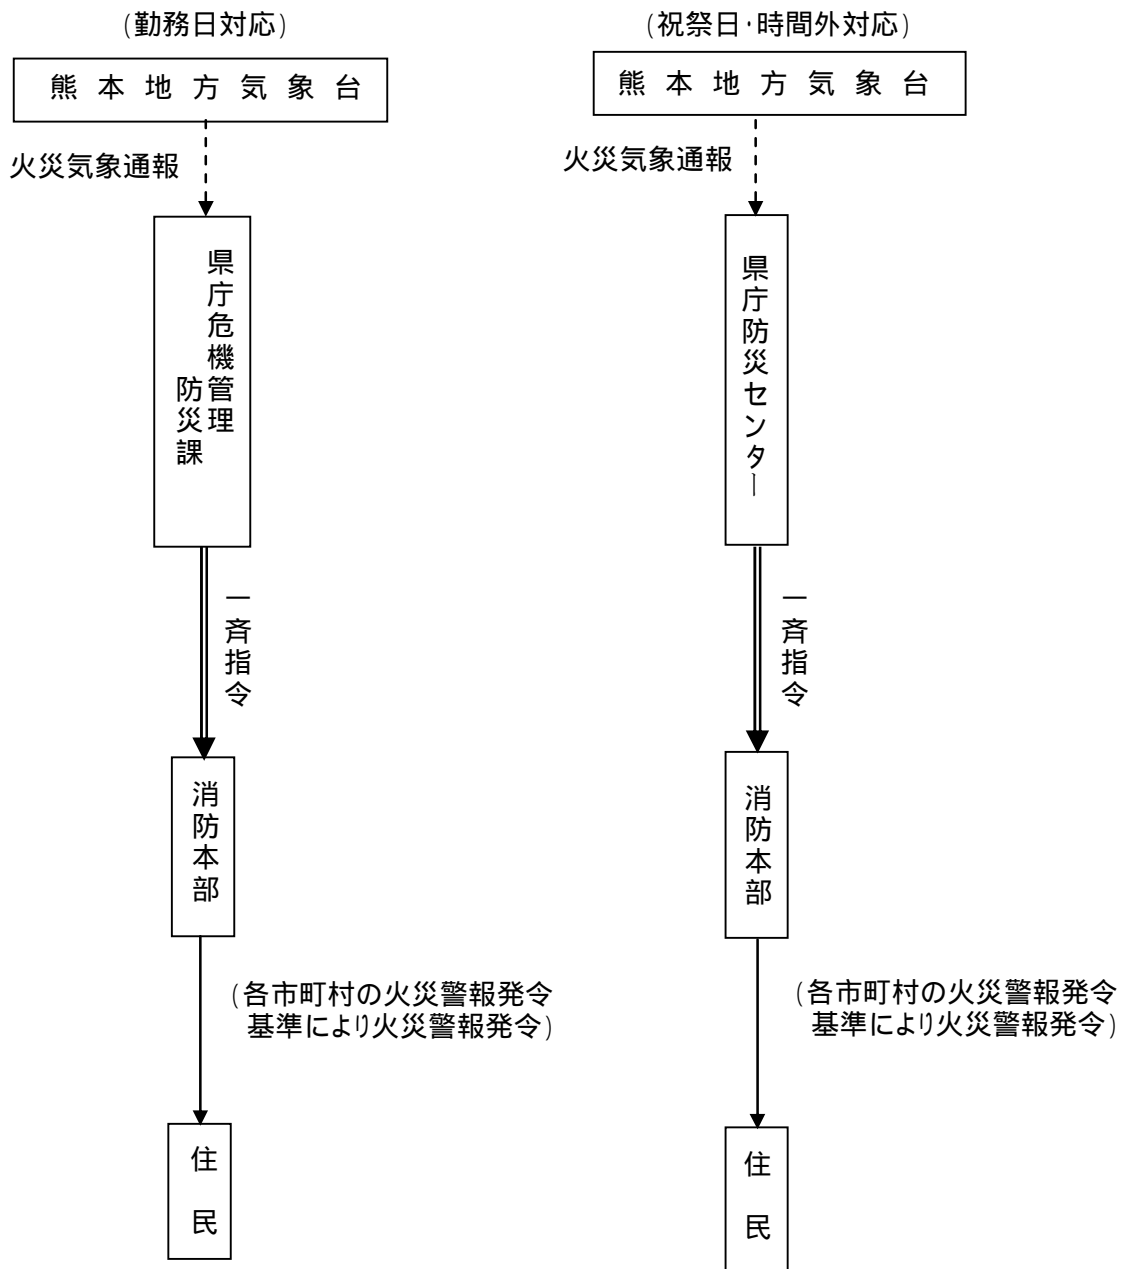 (勤務日対応)
熊本地方気象台
火災気象通報
県庁危機管理
防災課
一斉指令
消防本部
(各市町村の火災警報発令
基準により火災警報発令)
住民
(祝祭日・時間外対応)
熊本地方気象台
火災気象通報
県庁防災センター
一斉指令
消防本部
(各市町村の火災警報発令
基準により火災警報発令)
住民